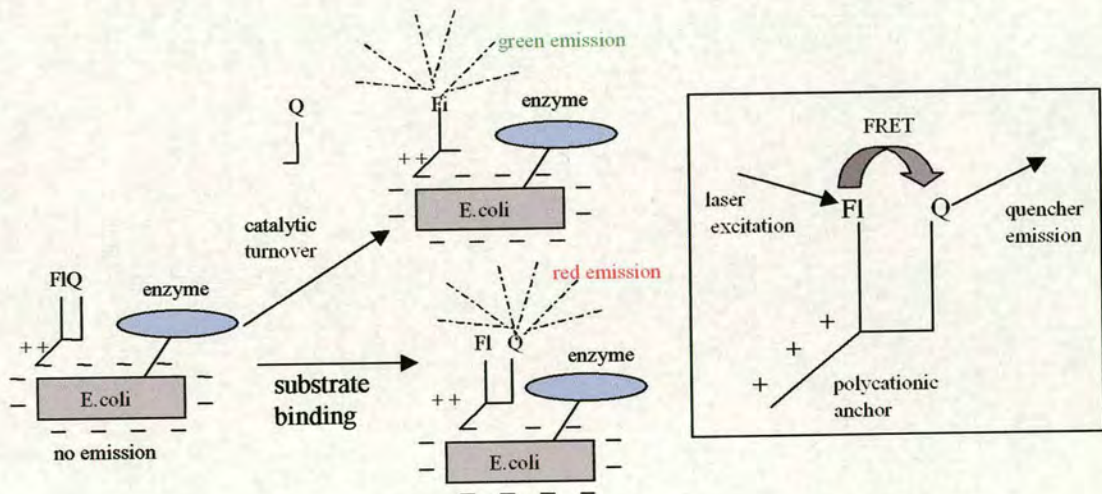 green emission
Q
Fl
enzyme
++
E.coli
catalytic
turnover
FlQ
enzyme
++
E.coli
no emission
substrate
binding
red emission
Fl Q
enzyme
++
E.coli
FRET
laser
excitation
Fl Q
quencher
emission
+
+
+
polycationic
anchor